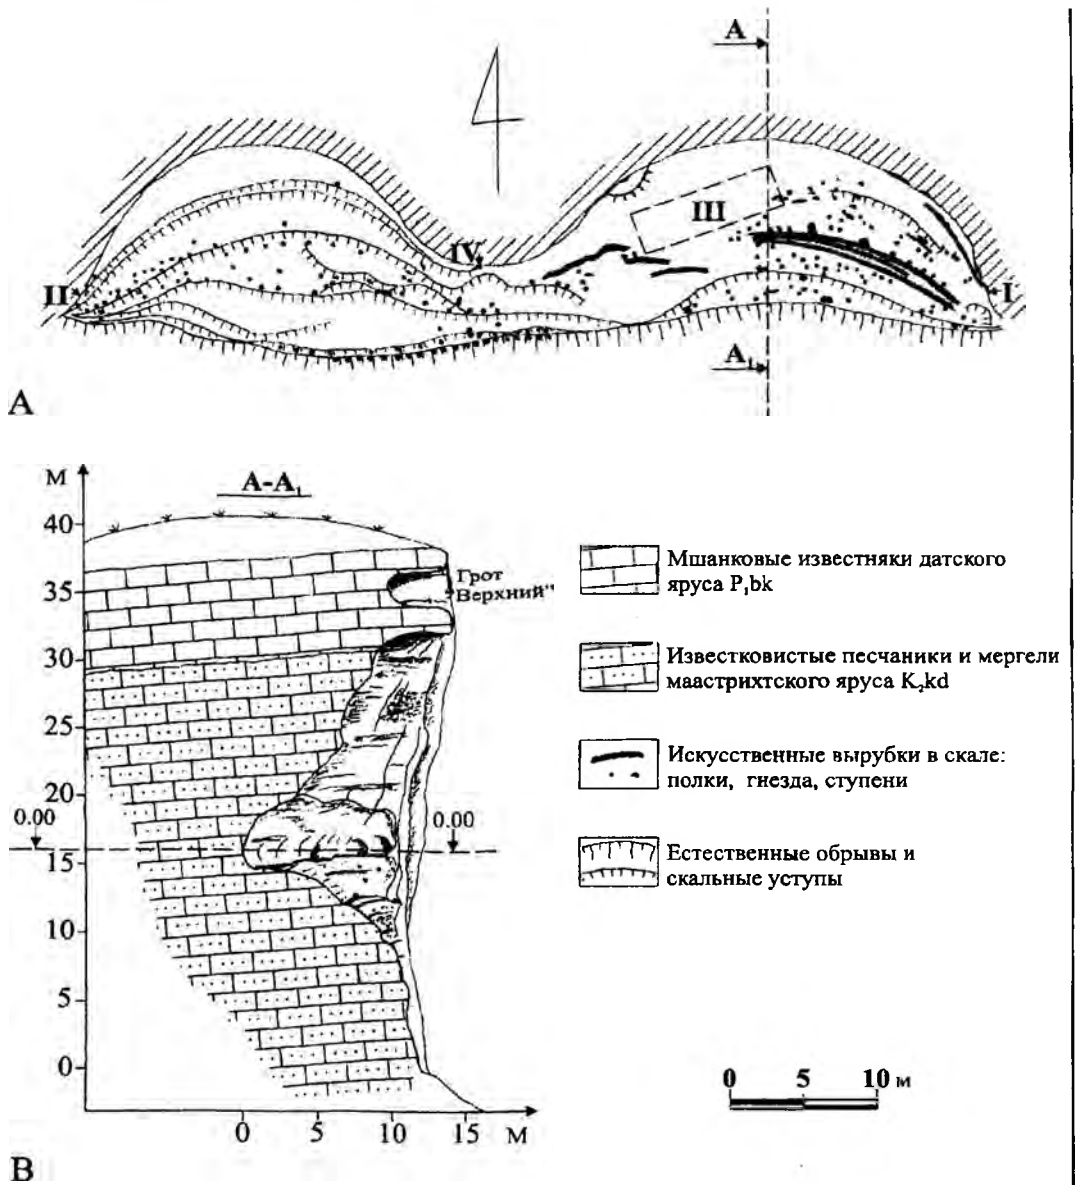 А
IV
III
II
I
А₁
А
М
А-А₁
40
35
30
25
20
15
10
5
0
Грот
"Верхний"
0.00
0.00
0
5
10
15
М
В
Мшанковые известняки датского
яруса P₁bk
Известковистые песчаники и мергели
маастрихтского яруса K₂kd
Искусственные вырубки в скале:
полки, гнезда, ступени
Естественные обрывы и
скальные уступы
0
5
10 м